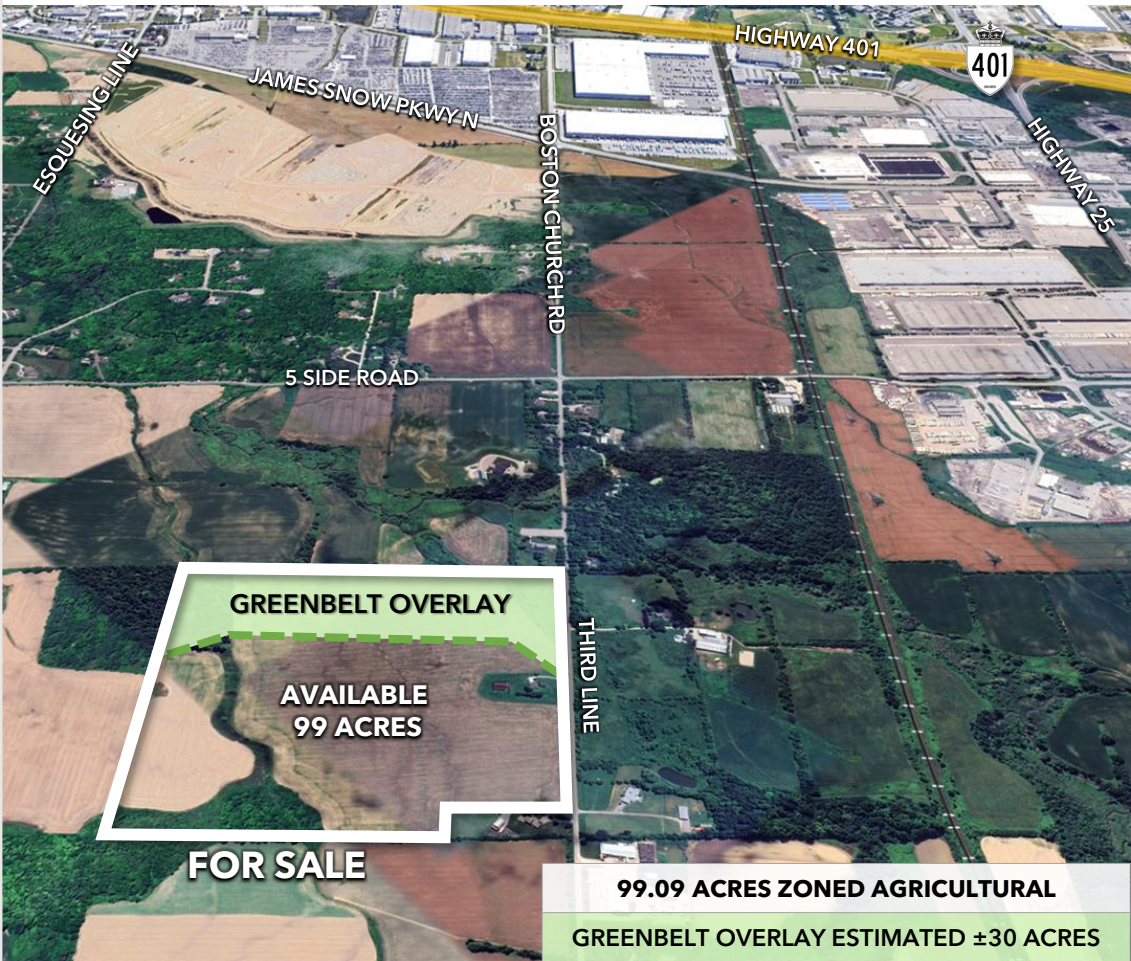 HIGHWAY 401
401
ESQUESING LINE
JAMES SNOW PKWY N
BOSTON CHURCH RD
HIGHWAY 25
5 SIDE ROAD
GREENBELT OVERLAY
AVAILABLE
99 ACRES
THIRD LINE
FOR SALE
99.09 ACRES ZONED AGRICULTURAL
GREENBELT OVERLAY ESTIMATED ±30 ACRES